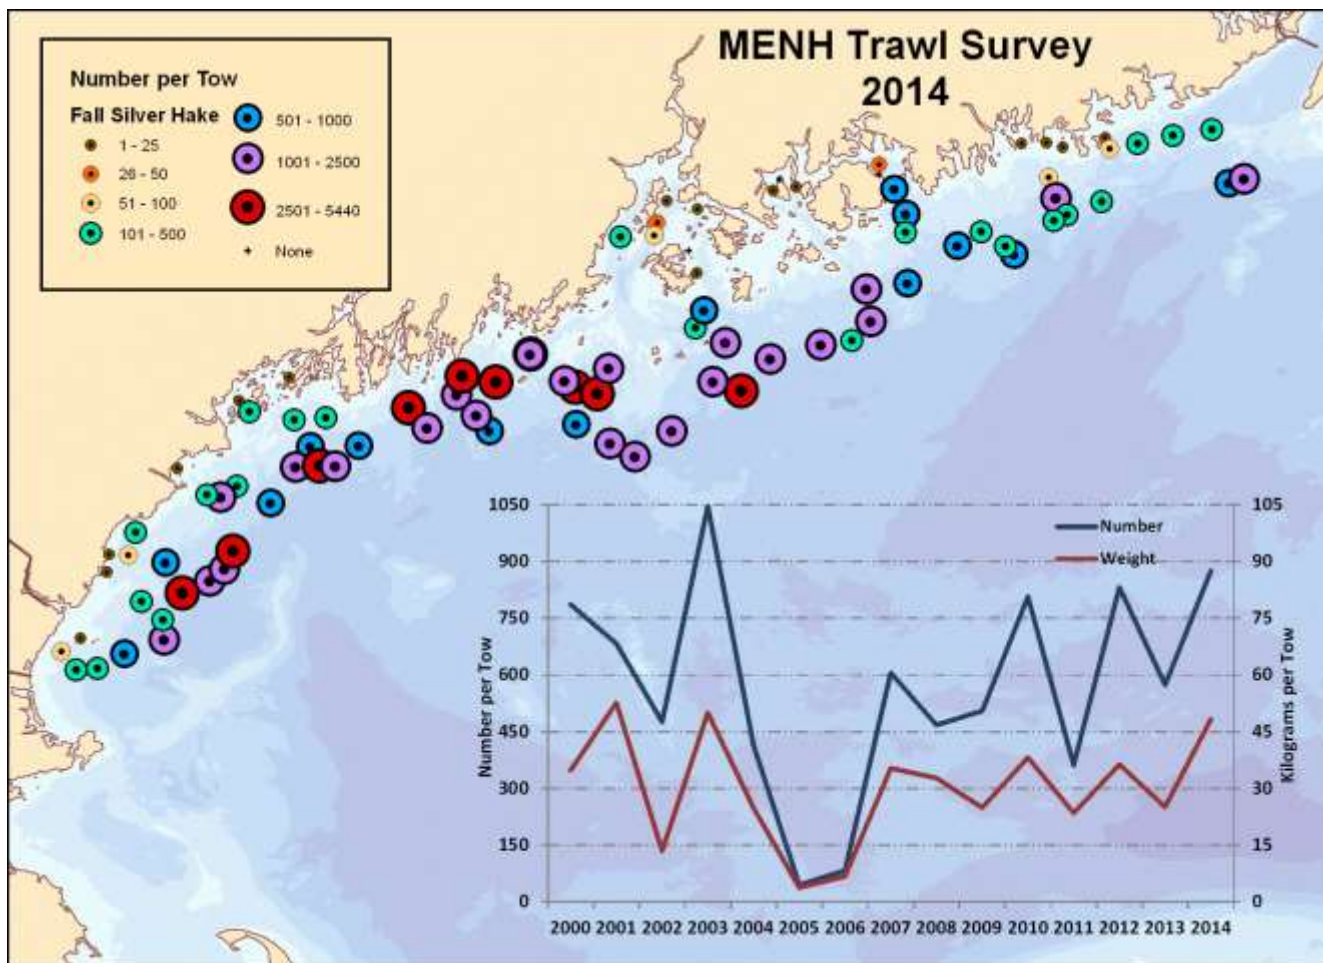 MENH Trawl Survey
2014
Number per Tow
Fall Silver Hake
1 - 25
26 - 50
51 - 100
101 - 500
501 - 1000
1001 - 2500
2501 - 5440
None
Number
Weight
Number per Tow
1050
900
750
600
450
300
150
0
Kilograms per Tow
105
90
75
60
45
30
15
0
2000 2001 2002 2003 2004 2005 2006 2007 2008 2009 2010 2011 2012 2013 2014